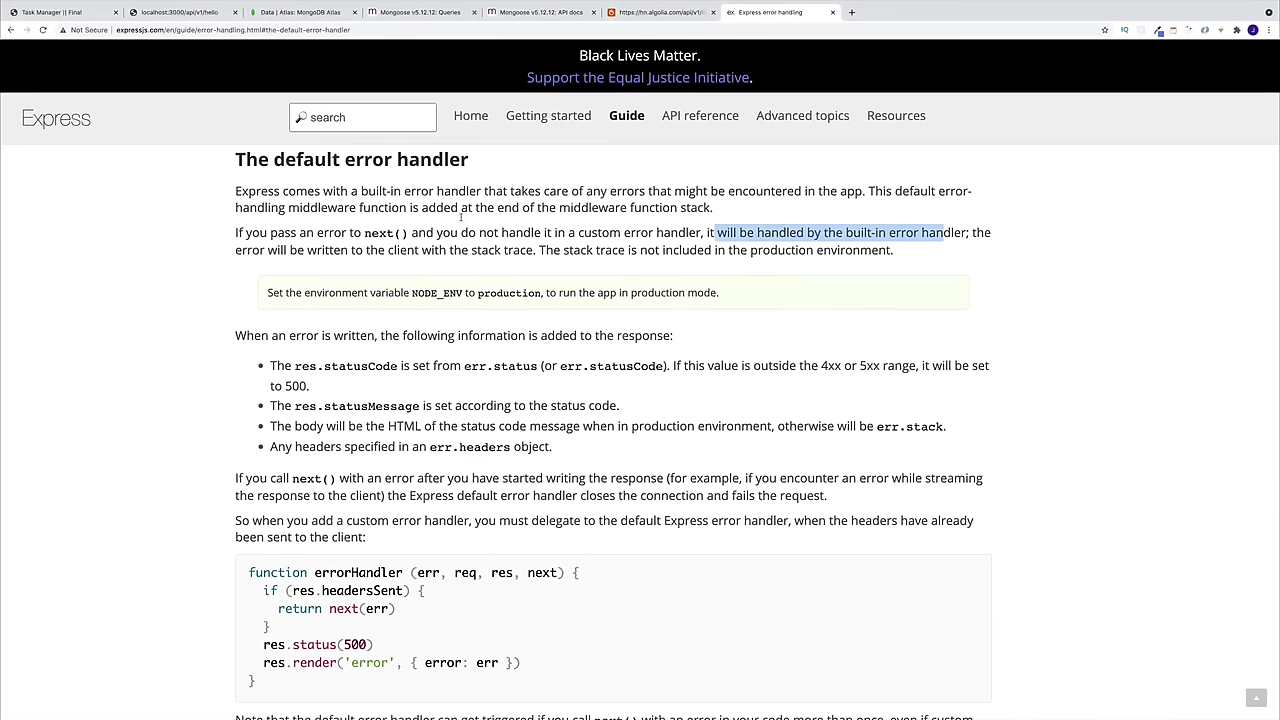 Task Manager || Final
localhost:3000/api/v1/hello
Data | Atlas: MongoDB Atlas
Mongoose v5.12.12: Queries
Mongoose v5.12.12: API docs
https://hn.algolia.com/api/v1/
Express error handling
Not Secure | expressjs.com/en/guide/error-handling.html#the-default-error-handler
Black Lives Matter.
Support the Equal Justice Initiative.
Express
search
Home
Getting started
Guide
API reference
Advanced topics
Resources
The default error handler
Express comes with a built-in error handler that takes care of any errors that might be encountered in the app. This default error-
handling middleware function is added at the end of the middleware function stack.
If you pass an error to next() and you do not handle it in a custom error handler, it will be handled by the built-in error handler; the
error will be written to the client with the stack trace. The stack trace is not included in the production environment.
Set the environment variable NODE_ENV to production, to run the app in production mode.
When an error is written, the following information is added to the response:
• The res.statusCode is set from err.status (or err.statusCode). If this value is outside the 4xx or 5xx range, it will be set
to 500.
• The res.statusMessage is set according to the status code.
• The body will be the HTML of the status code message when in production environment, otherwise will be err.stack.
• Any headers specified in an err.headers object.
If you call next() with an error after you have started writing the response (for example, if you encounter an error while streaming
the response to the client) the Express default error handler closes the connection and fails the request.
So when you add a custom error handler, you must delegate to the default Express error handler, when the headers have already
been sent to the client:
function errorHandler (err, req, res, next) {
if (res.headersSent) {
return next(err)
}
res.status(500)
res.render('error', { error: err })
}
Note that the default error handler can get triggered if you call next() with an error in your code more than once, even if custom